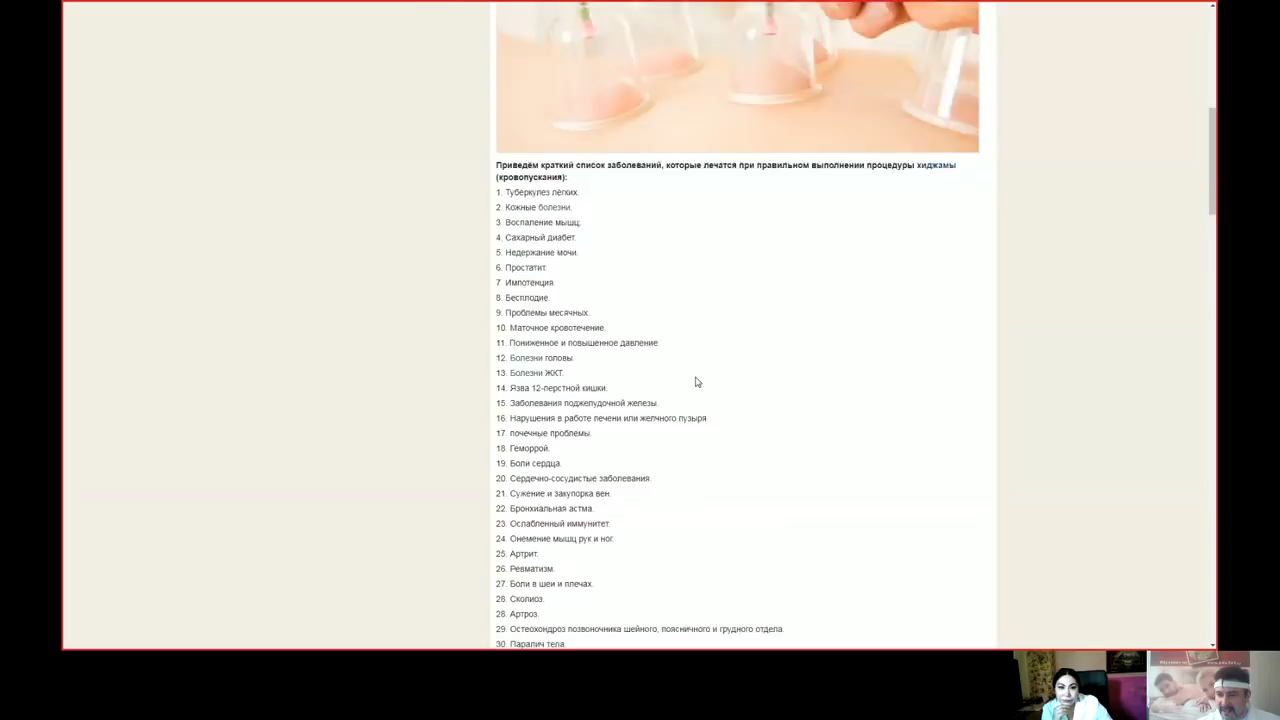 Приведём краткий список заболеваний, которые лечатся при правильном выполнении процедуры хиджамы
(кровопускания):
1. Туберкулез лёгких.
2. Кожные болезни.
3. Воспаление мышц.
4. Сахарный диабет.
5. Недержание мочи.
6. Простатит.
7. Импотенция.
8. Бесплодие.
9. Проблемы месячных.
10. Маточное кровотечение.
11. Пониженное и повышенное давление
12. Болезни головы.
13. Болезни ЖКТ.
14. Язва 12-перстной кишки.
15. Заболевания поджелудочной железы.
16. Нарушения в работе печени или желчного пузыря
17. почечные проблемы.
18. Геморрой.
19. Боли сердца.
20. Сердечно-сосудистые заболевания.
21. Сужение и закупорка вен.
22. Бронхиальная астма.
23. Ослабленный иммунитет.
24. Онемение мышц рук и ног.
25. Артрит.
26. Ревматизм.
27. Боли в шеи и плечах.
28. Сколиоз.
28. Артроз.
29. Остеохондроз позвоночника шейного, поясничного и грудного отдела.
30. Паралич тела.